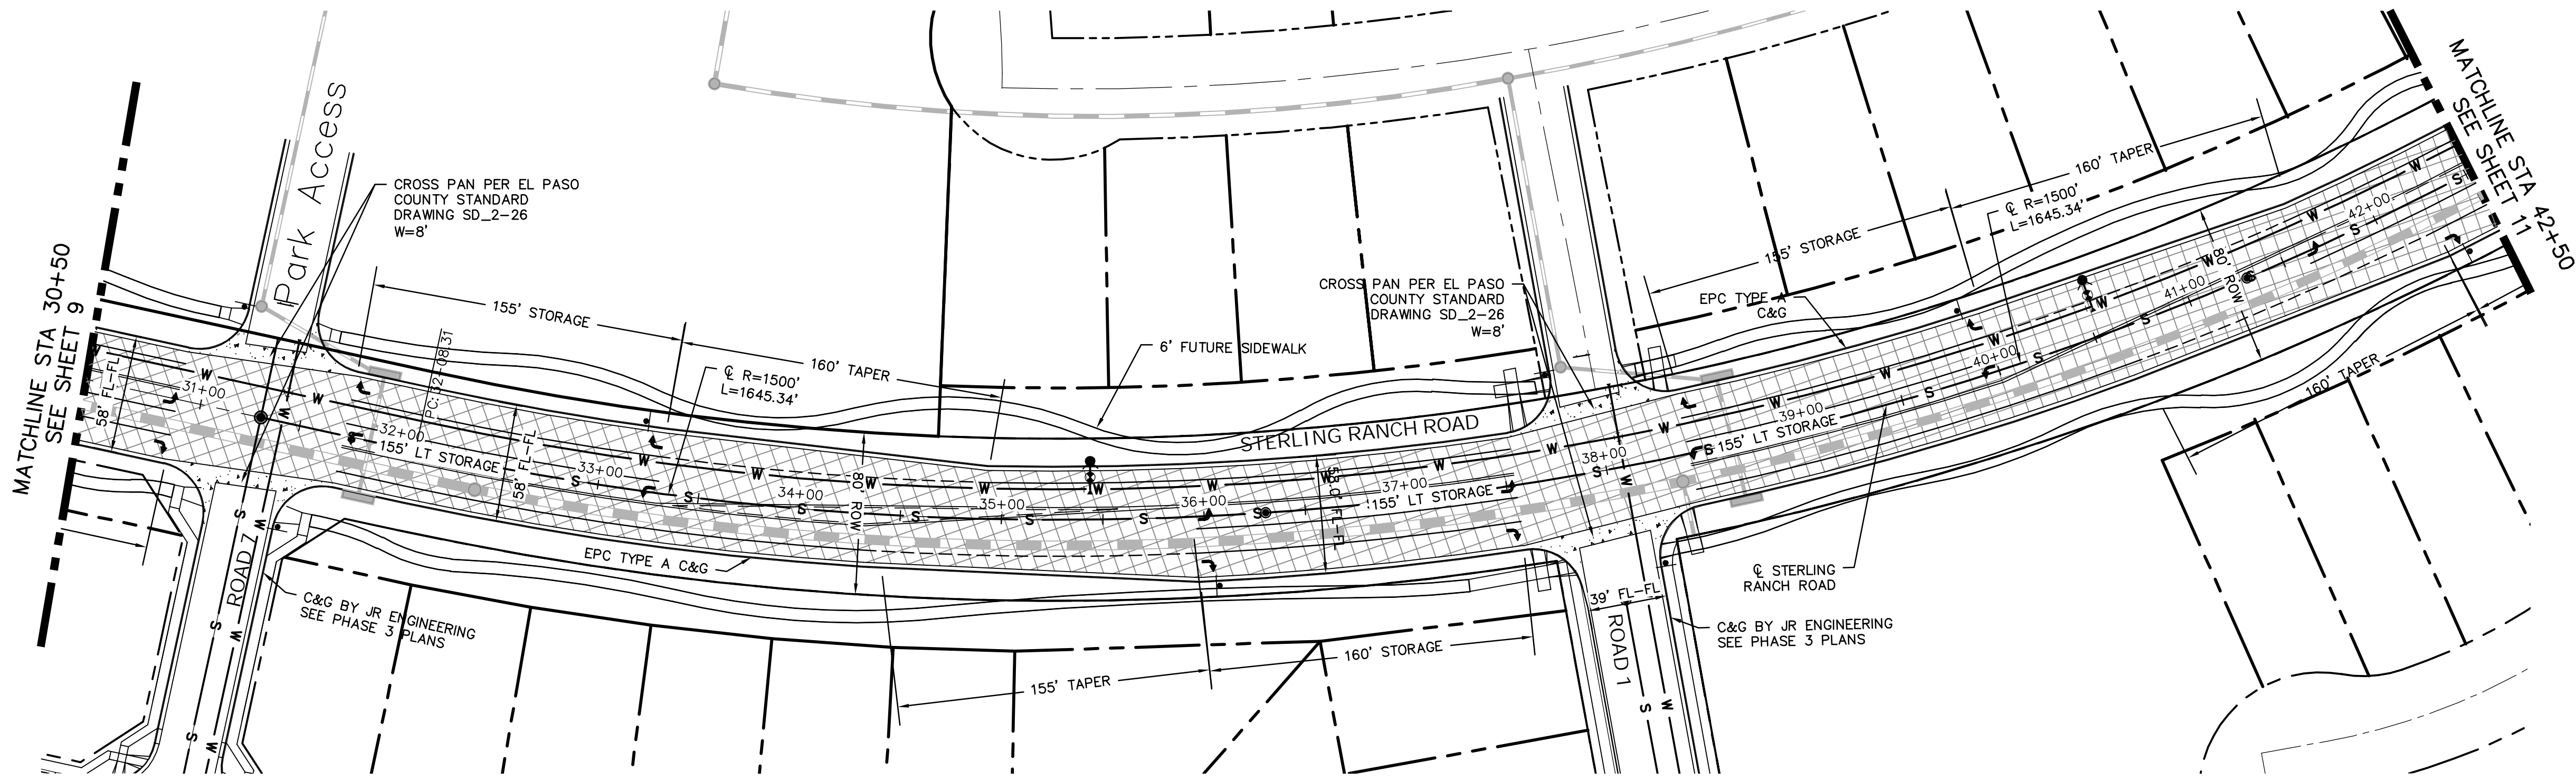 MATCHLINE STA 30+50
SEE SHEET 9
Park Access
CROSS PAN PER EL PASO
COUNTY STANDARD
DRAWING SD_2-26
W=8'
155' STORAGE
160' TAPER
℄ R=1500'
L=1645.34'
6' FUTURE SIDEWALK
STERLING RANCH ROAD
CROSS PAN PER EL PASO
COUNTY STANDARD
DRAWING SD_2-26
W=8'
EPC TYPE A
C&G
155' STORAGE
160' TAPER
℄ R=1500'
L=1645.34'
MATCHLINE STA 42+50
SEE SHEET 11
58' FL-FL
31+00
PC:32+08.31
32+00
155' LT STORAGE
33+00
58' FL-FL
34+00
80' ROW
35+00
36+00
58.0' FL-FL
37+00
155' LT STORAGE
38+00
39+00
155' LT STORAGE
40+00
41+00
80' ROW
42+00
W
S
EPC TYPE A C&G
ROAD 7
C&G BY JR ENGINEERING
SEE PHASE 3 PLANS
155' TAPER
160' STORAGE
39' FL-FL
ROAD 1
℄ STERLING
RANCH ROAD
C&G BY JR ENGINEERING
SEE PHASE 3 PLANS
160' TAPER